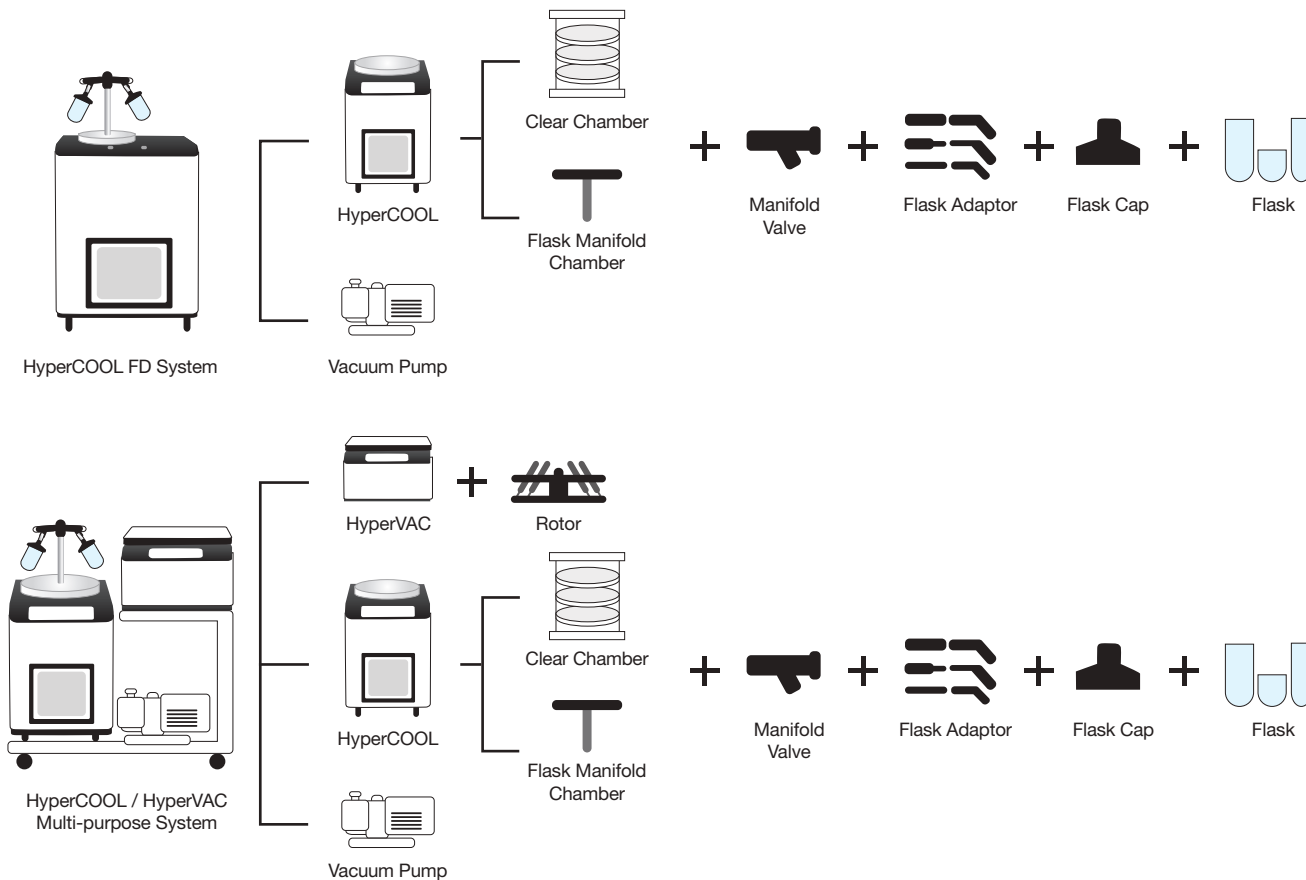 Clear Chamber
HyperCOOL
Flask Manifold
Chamber
Manifold
Valve
Flask Adaptor
Flask Cap
Flask
HyperCOOL FD System
Vacuum Pump
HyperVAC
Rotor
Clear Chamber
HyperCOOL
Flask Manifold
Chamber
Manifold
Valve
Flask Adaptor
Flask Cap
Flask
HyperCOOL / HyperVAC
Multi-purpose System
Vacuum Pump